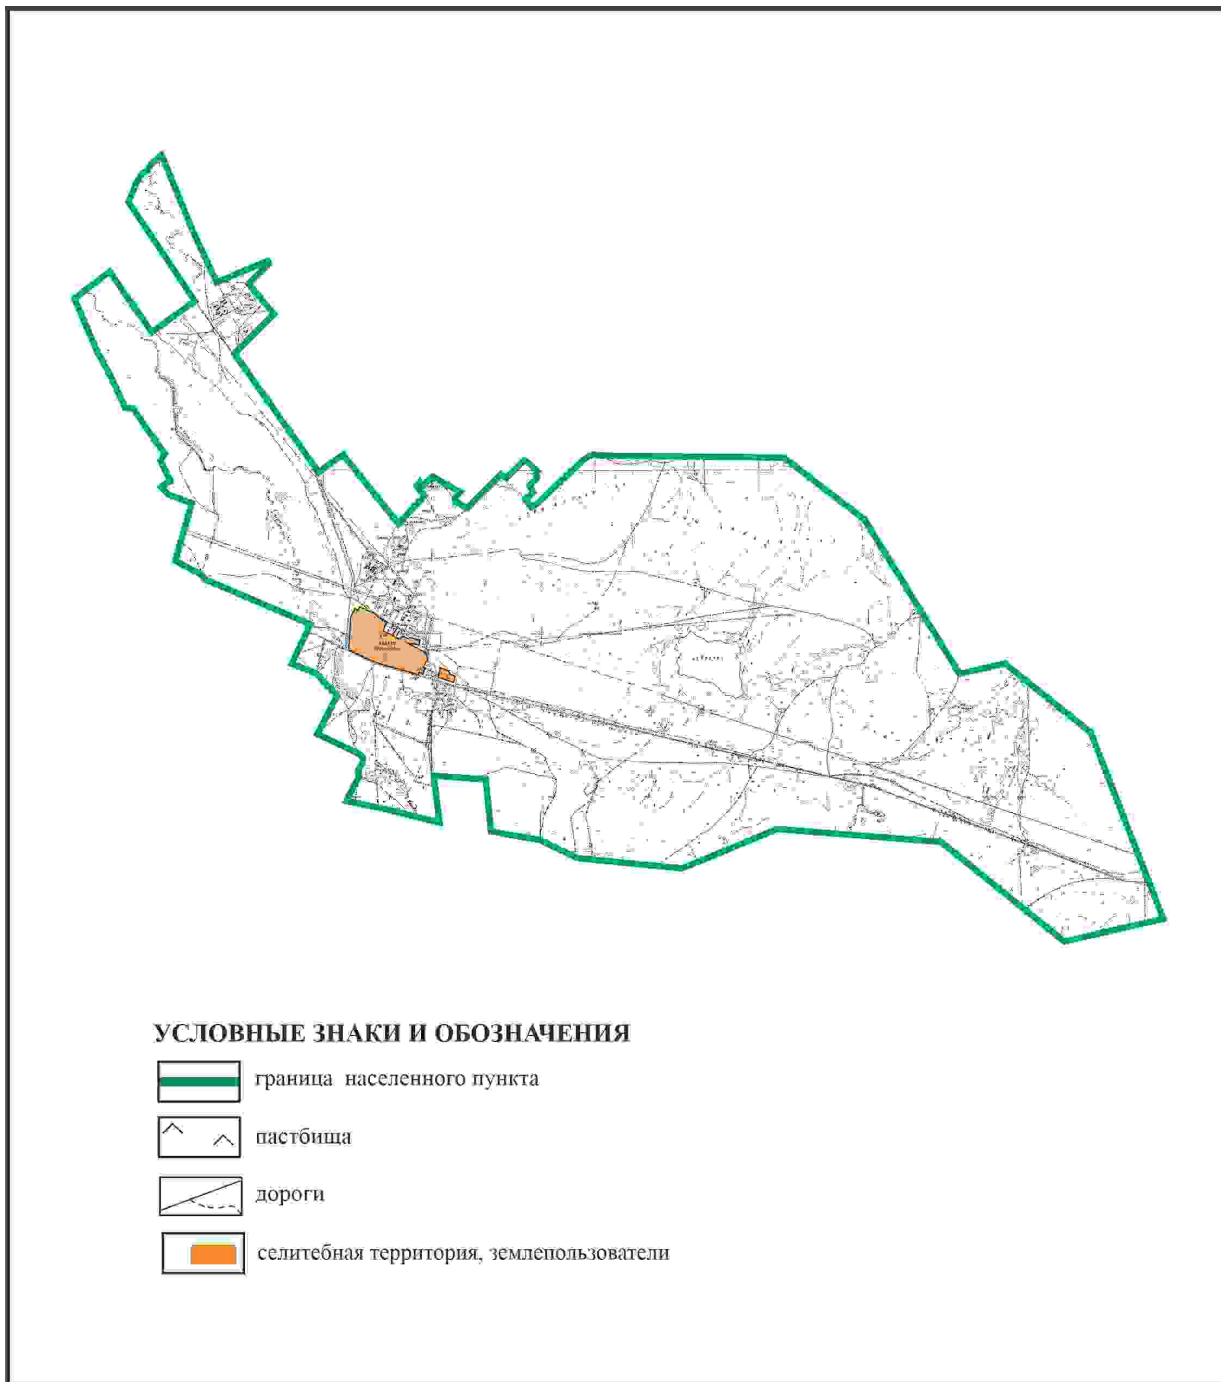 УСЛОВНЫЕ ЗНАКИ И ОБОЗНАЧЕНИЯ
граница населенного пункта
пастбища
дороги
селитебная территория, землепользователи